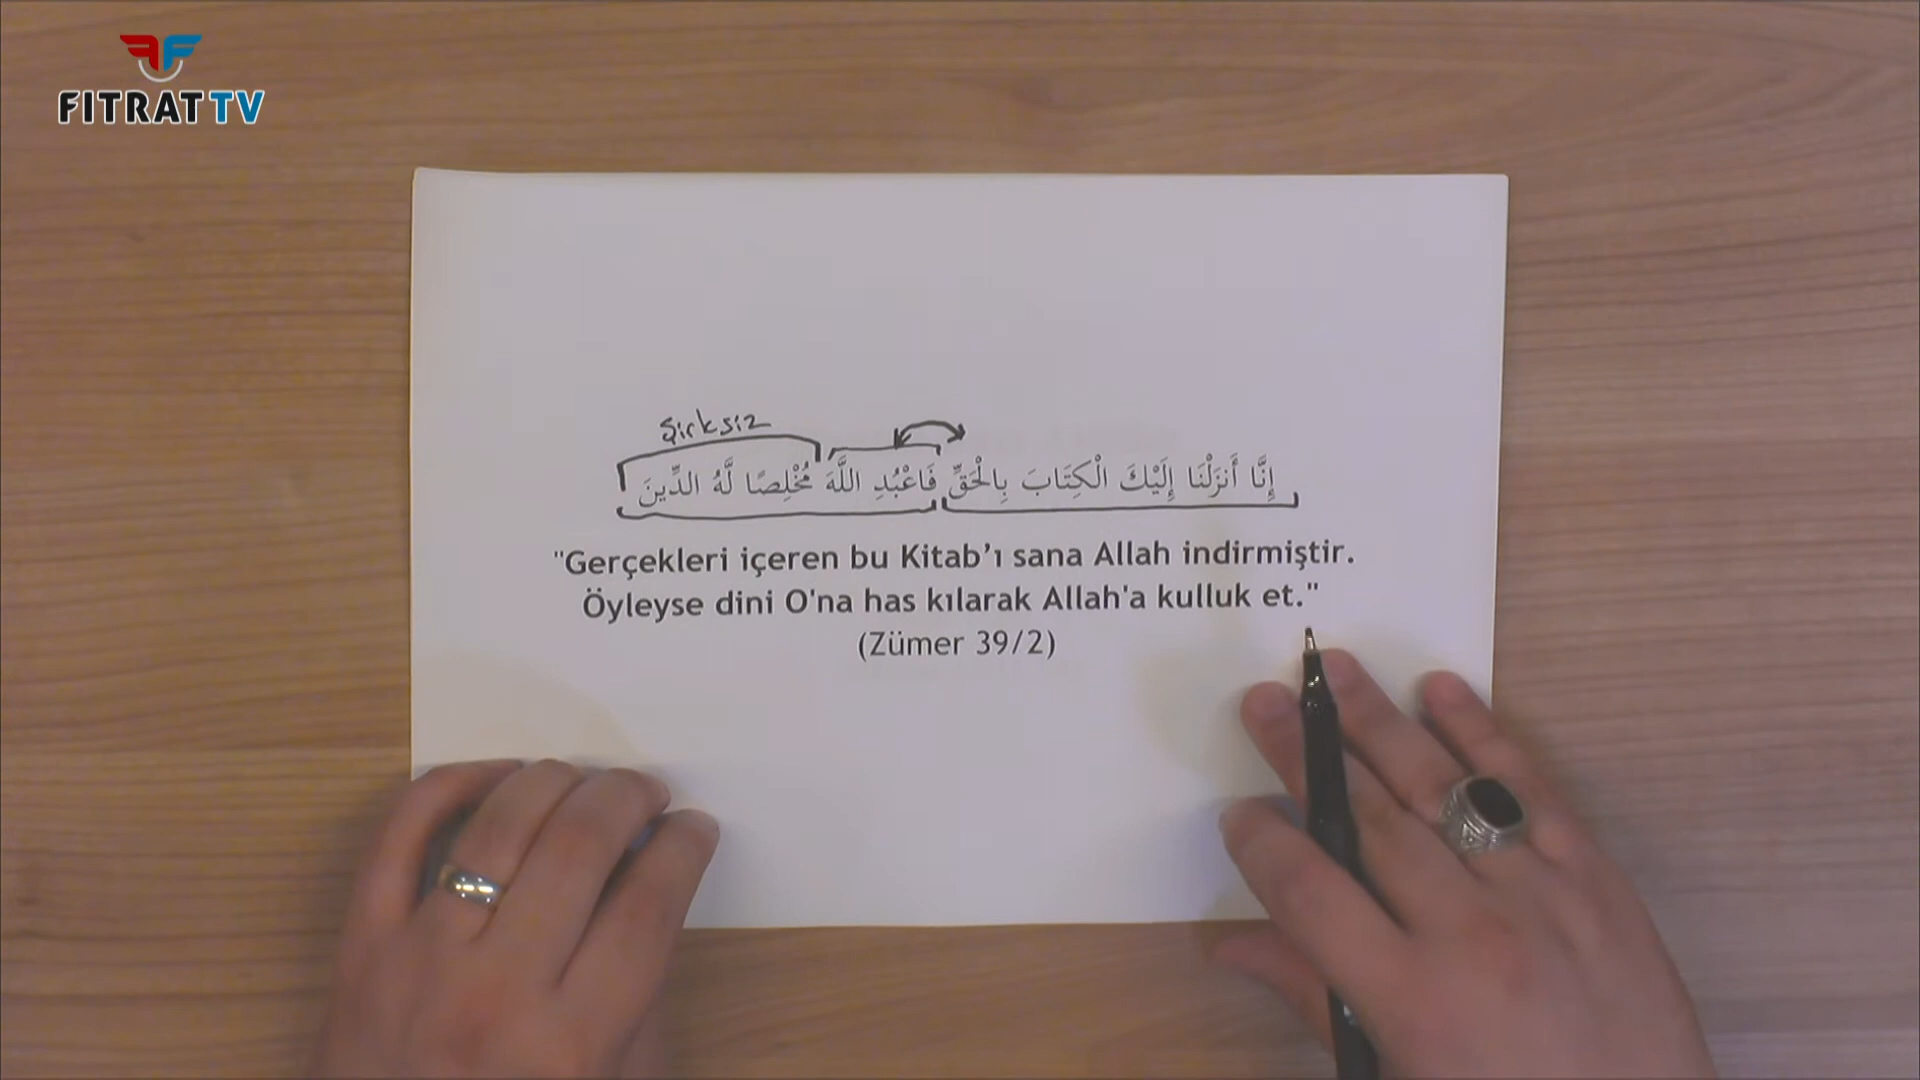 FITRAT TV
Şirksiz
إِنَّا أَنزَلْنَا إِلَيْكَ الْكِتَابَ بِالْحَقِّ فَاعْبُدِ اللَّهَ مُخْلِصًا لَّهُ الدِّينَ
"Gerçekleri içeren bu Kitab’ı sana Allah indirmiştir.
Öyleyse dini O'na has kılarak Allah'a kulluk et."
(Zümer 39/2)